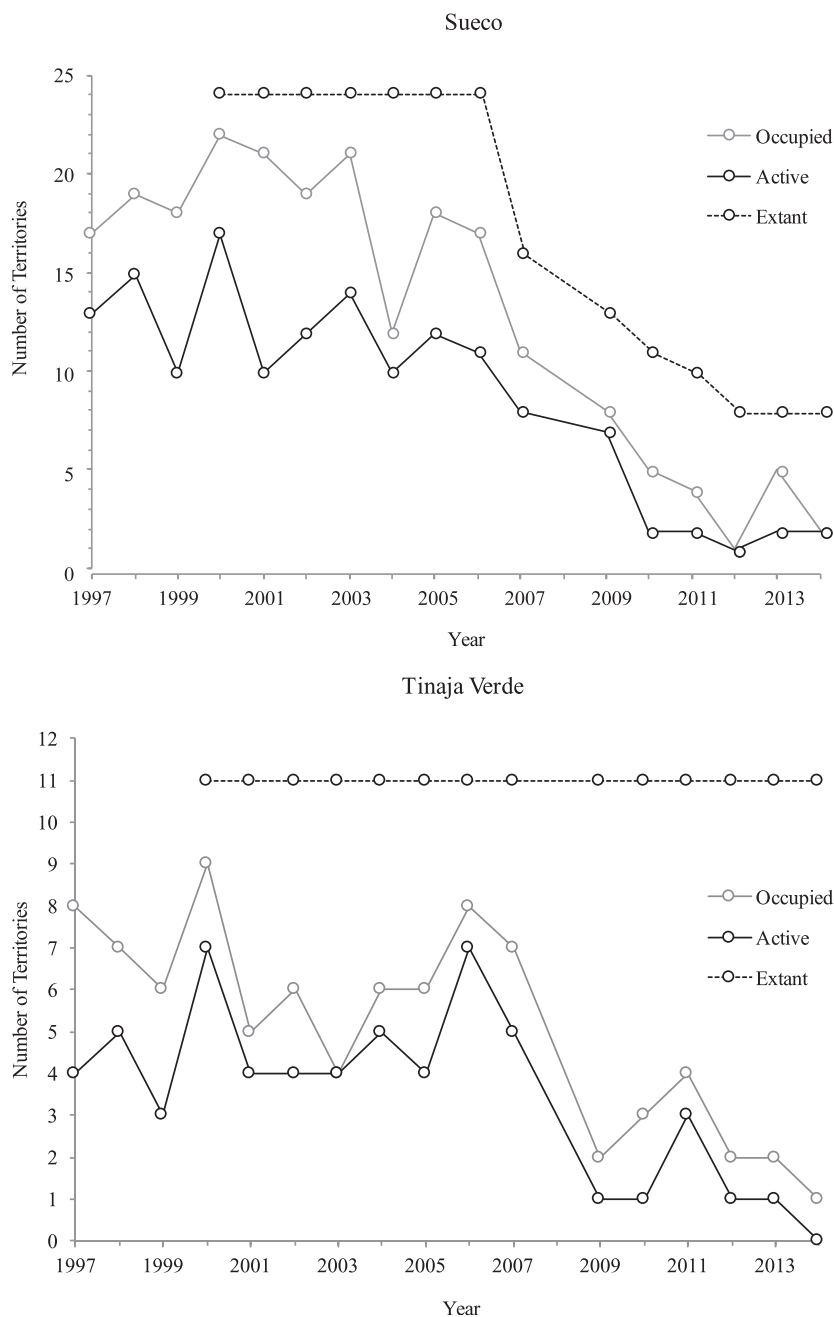 Sueco
25
20
15
10
5
0
Number of Territories
Occupied
Active
Extant
1997 1999 2001 2003 2005 2007 2009 2011 2013
Year
Tinaja Verde
12
11
10
9
8
7
6
5
4
3
2
1
0
Number of Territories
Occupied
Active
Extant
1997 1999 2001 2003 2005 2007 2009 2011 2013
Year